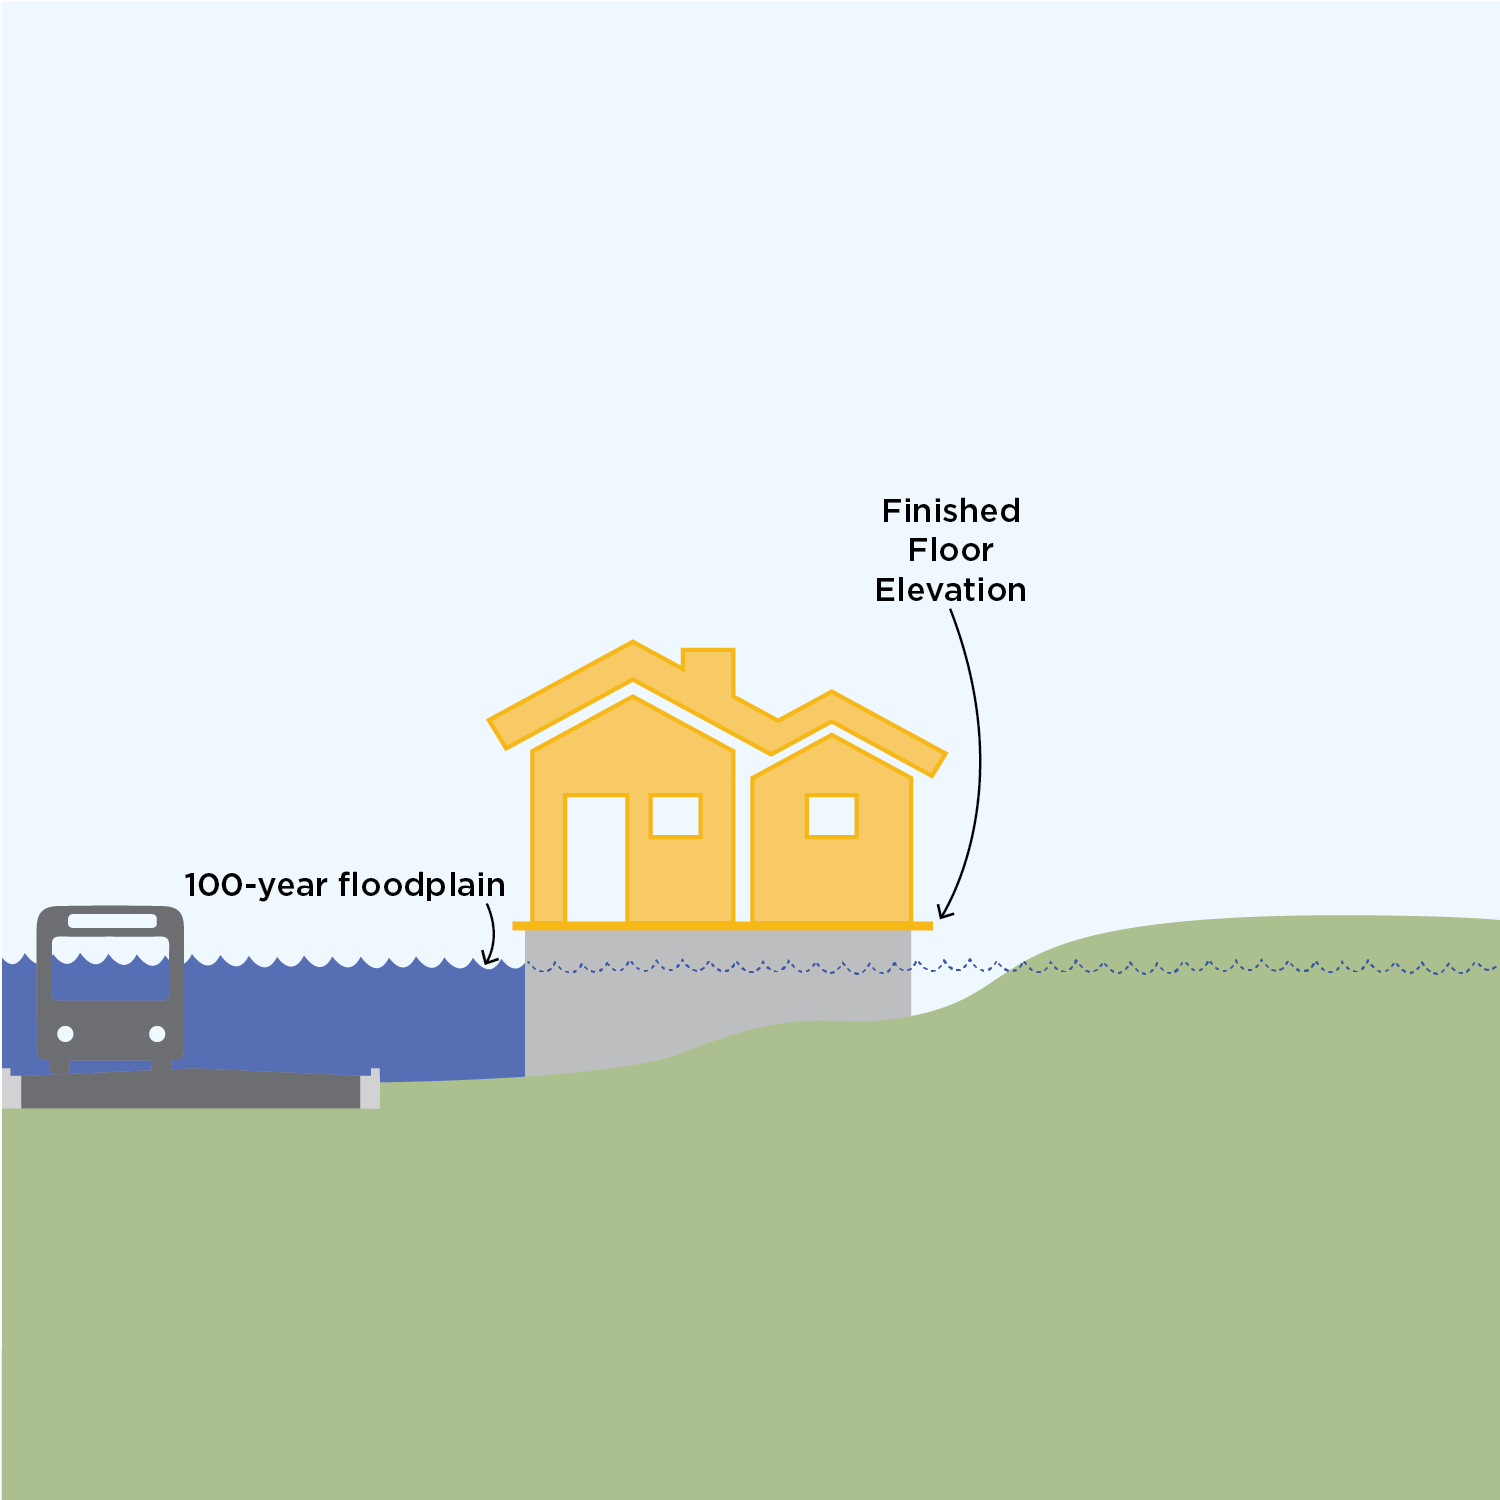 Finished
Floor
Elevation
100-year floodplain